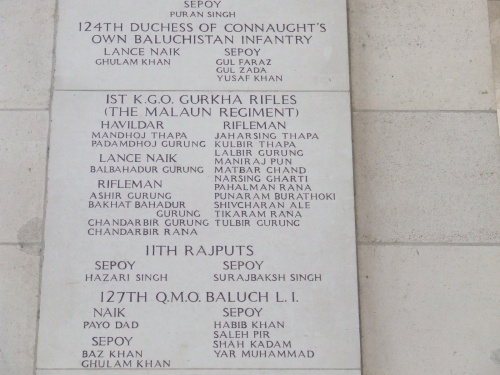 SEPOY
PURAN SINGH
124TH DUCHESS OF CONNAUGHT'S
OWN BALUCHISTAN INFANTRY
LANCE NAIK
GHULAM KHAN
SEPOY
GUL FARAZ
GUL ZADA
YUSAF KHAN
1ST K.G.O. GURKHA RIFLES
(THE MALAUN REGIMENT)
HAVILDAR
MANDHOJ THAPA
PADAMDHOJ GURUNG
LANCE NAIK
BALBAHADUR GURUNG
RIFLEMAN
ASHIR GURUNG
BAKHAT BAHADUR
GURUNG
CHANDARBIR GURUNG
CHANDARBIR RANA
RIFLEMAN
JAHARSING THAPA
KULBIR THAPA
LALBIR GURUNG
MANIRAJ PUN
MATBAR CHAND
NARSING GHARTI
PAHALMAN RANA
PUNARAM BURATHOKI
SHIVCHARAN ALE
TIKARAM RANA
TULBIR GURUNG
11TH RAJPUTS
SEPOY
HAZARI SINGH
SEPOY
SURAJBAKSH SINGH
127TH Q.M.O. BALUCH L.I.
NAIK
PAYO DAD
SEPOY
BAZ KHAN
GHULAM KHAN
SEPOY
HABIB KHAN
SALEH PIR
SHAH KADAM
YAR MUHAMMAD